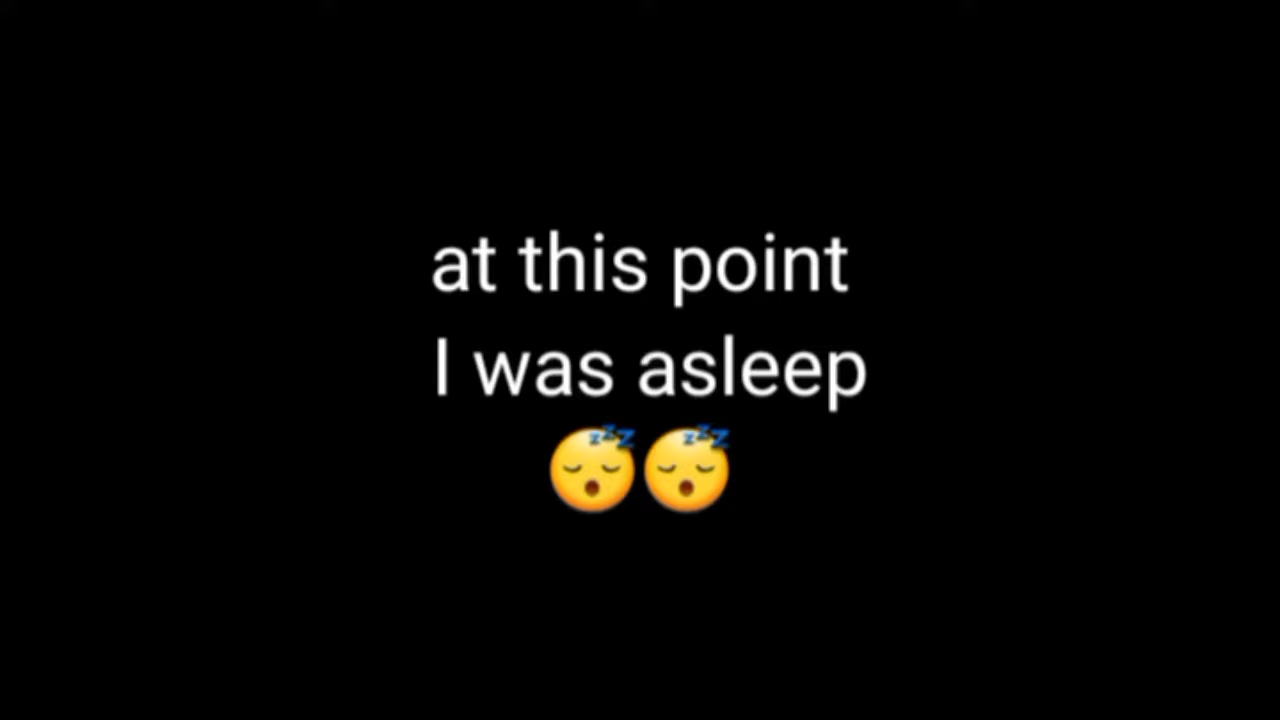 at this point
I was asleep
😴😴